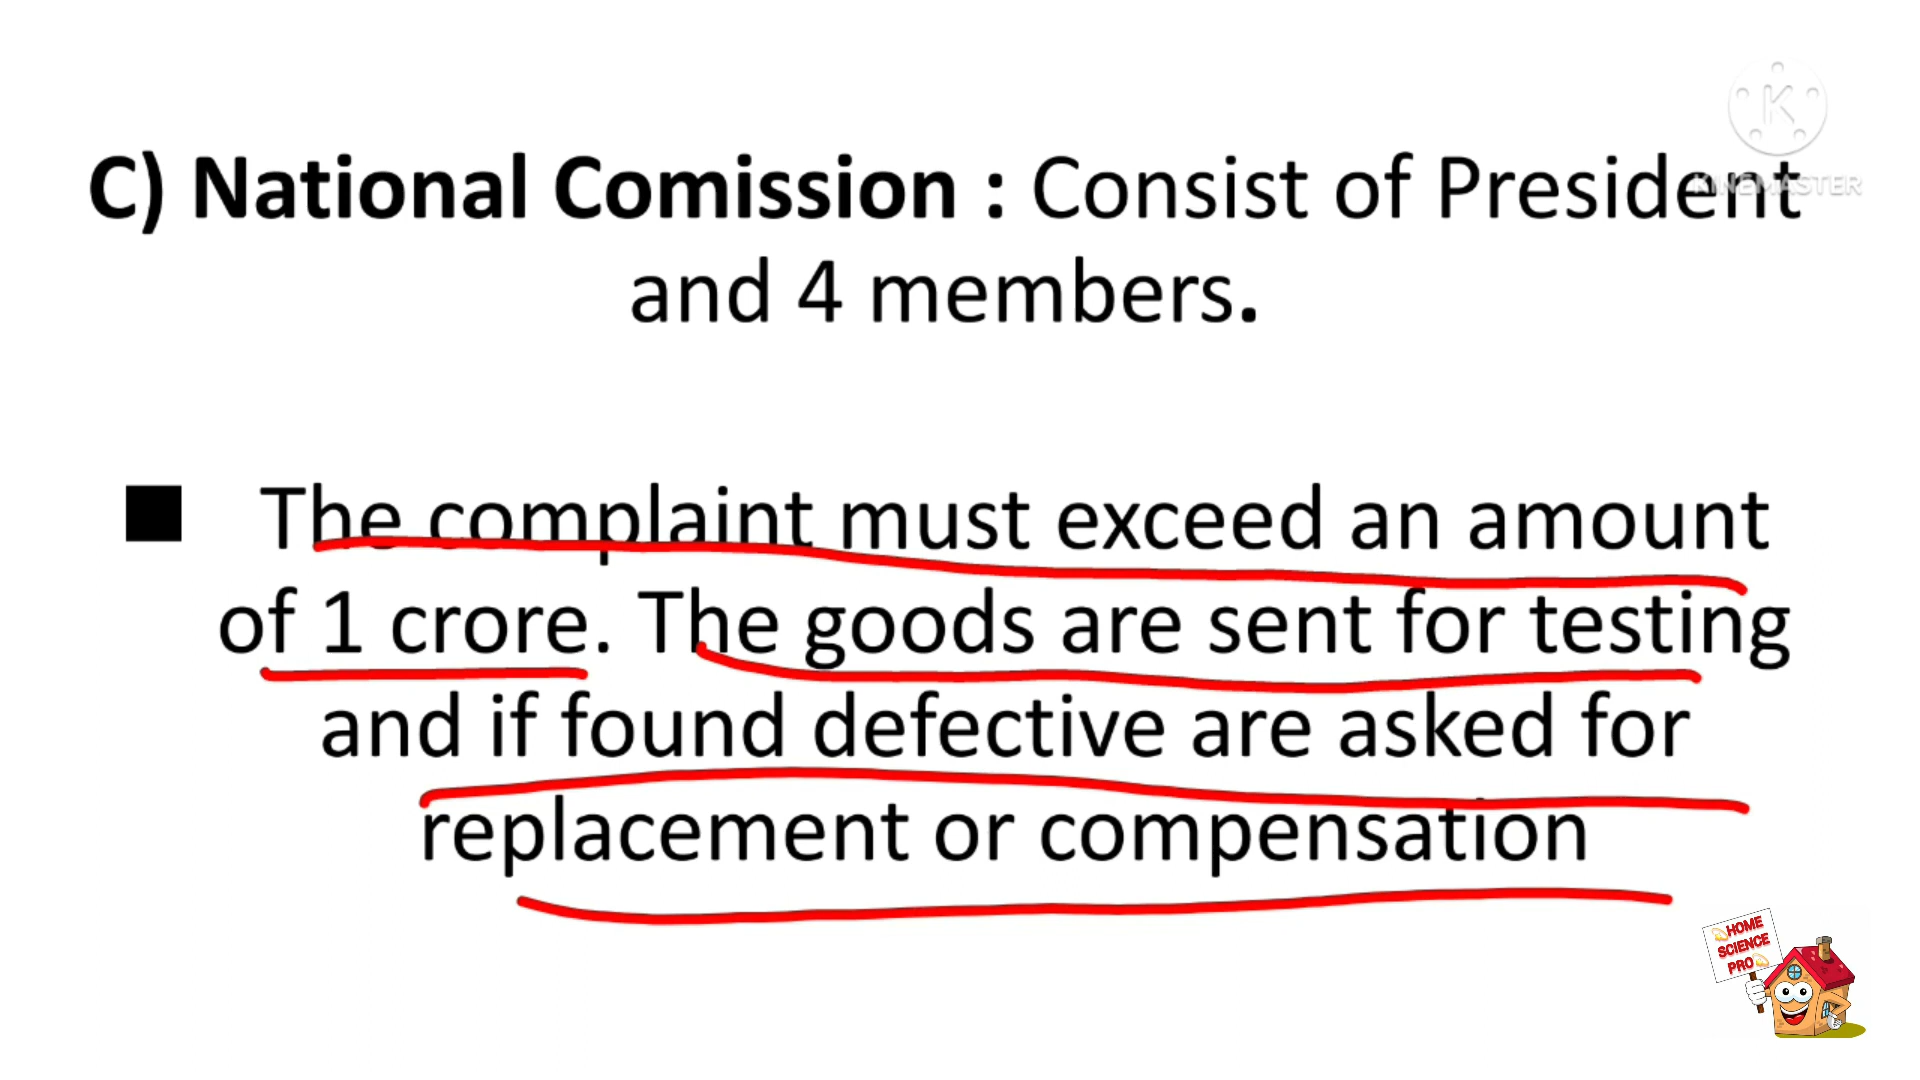 C) National Comission : Consist of President
and 4 members.
■ The complaint must exceed an amount
of 1 crore. The goods are sent for testing
and if found defective are asked for
replacement or compensation
K
KINEMASTER
HOME
SCIENCE
PRO